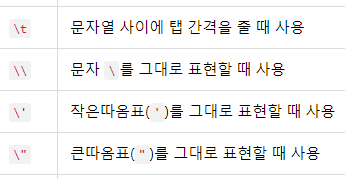 \t 문자열 사이에 탭 간격을 줄 때 사용
\\ 문자 \를 그대로 표현할 때 사용
\' 작은따옴표(')를 그대로 표현할 때 사용
\" 큰따옴표(")를 그대로 표현할 때 사용